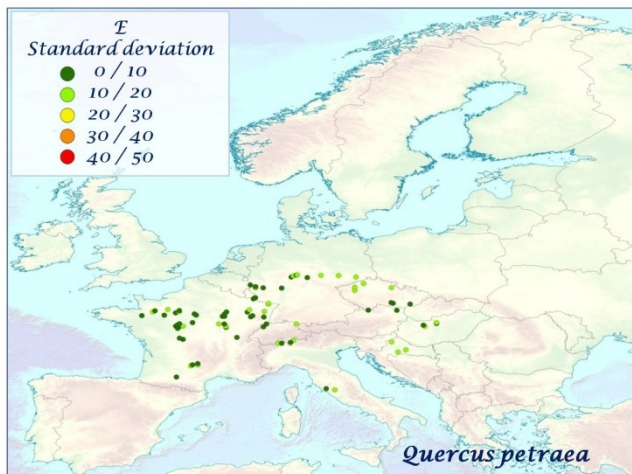 E
Standard deviation
0 / 10
10 / 20
20 / 30
30 / 40
40 / 50
Quercus petraea